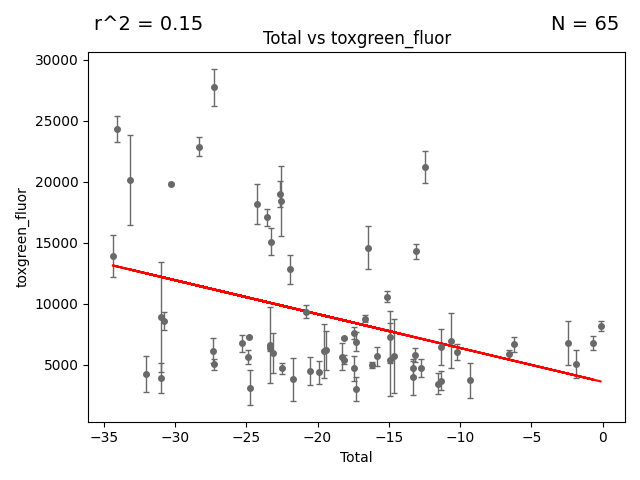 r^2 = 0.15
N = 65
Total vs toxgreen_fluor
30000
25000
20000
15000
10000
5000
toxgreen_fluor
−35 −30 −25 −20 −15 −10 −5 0
Total